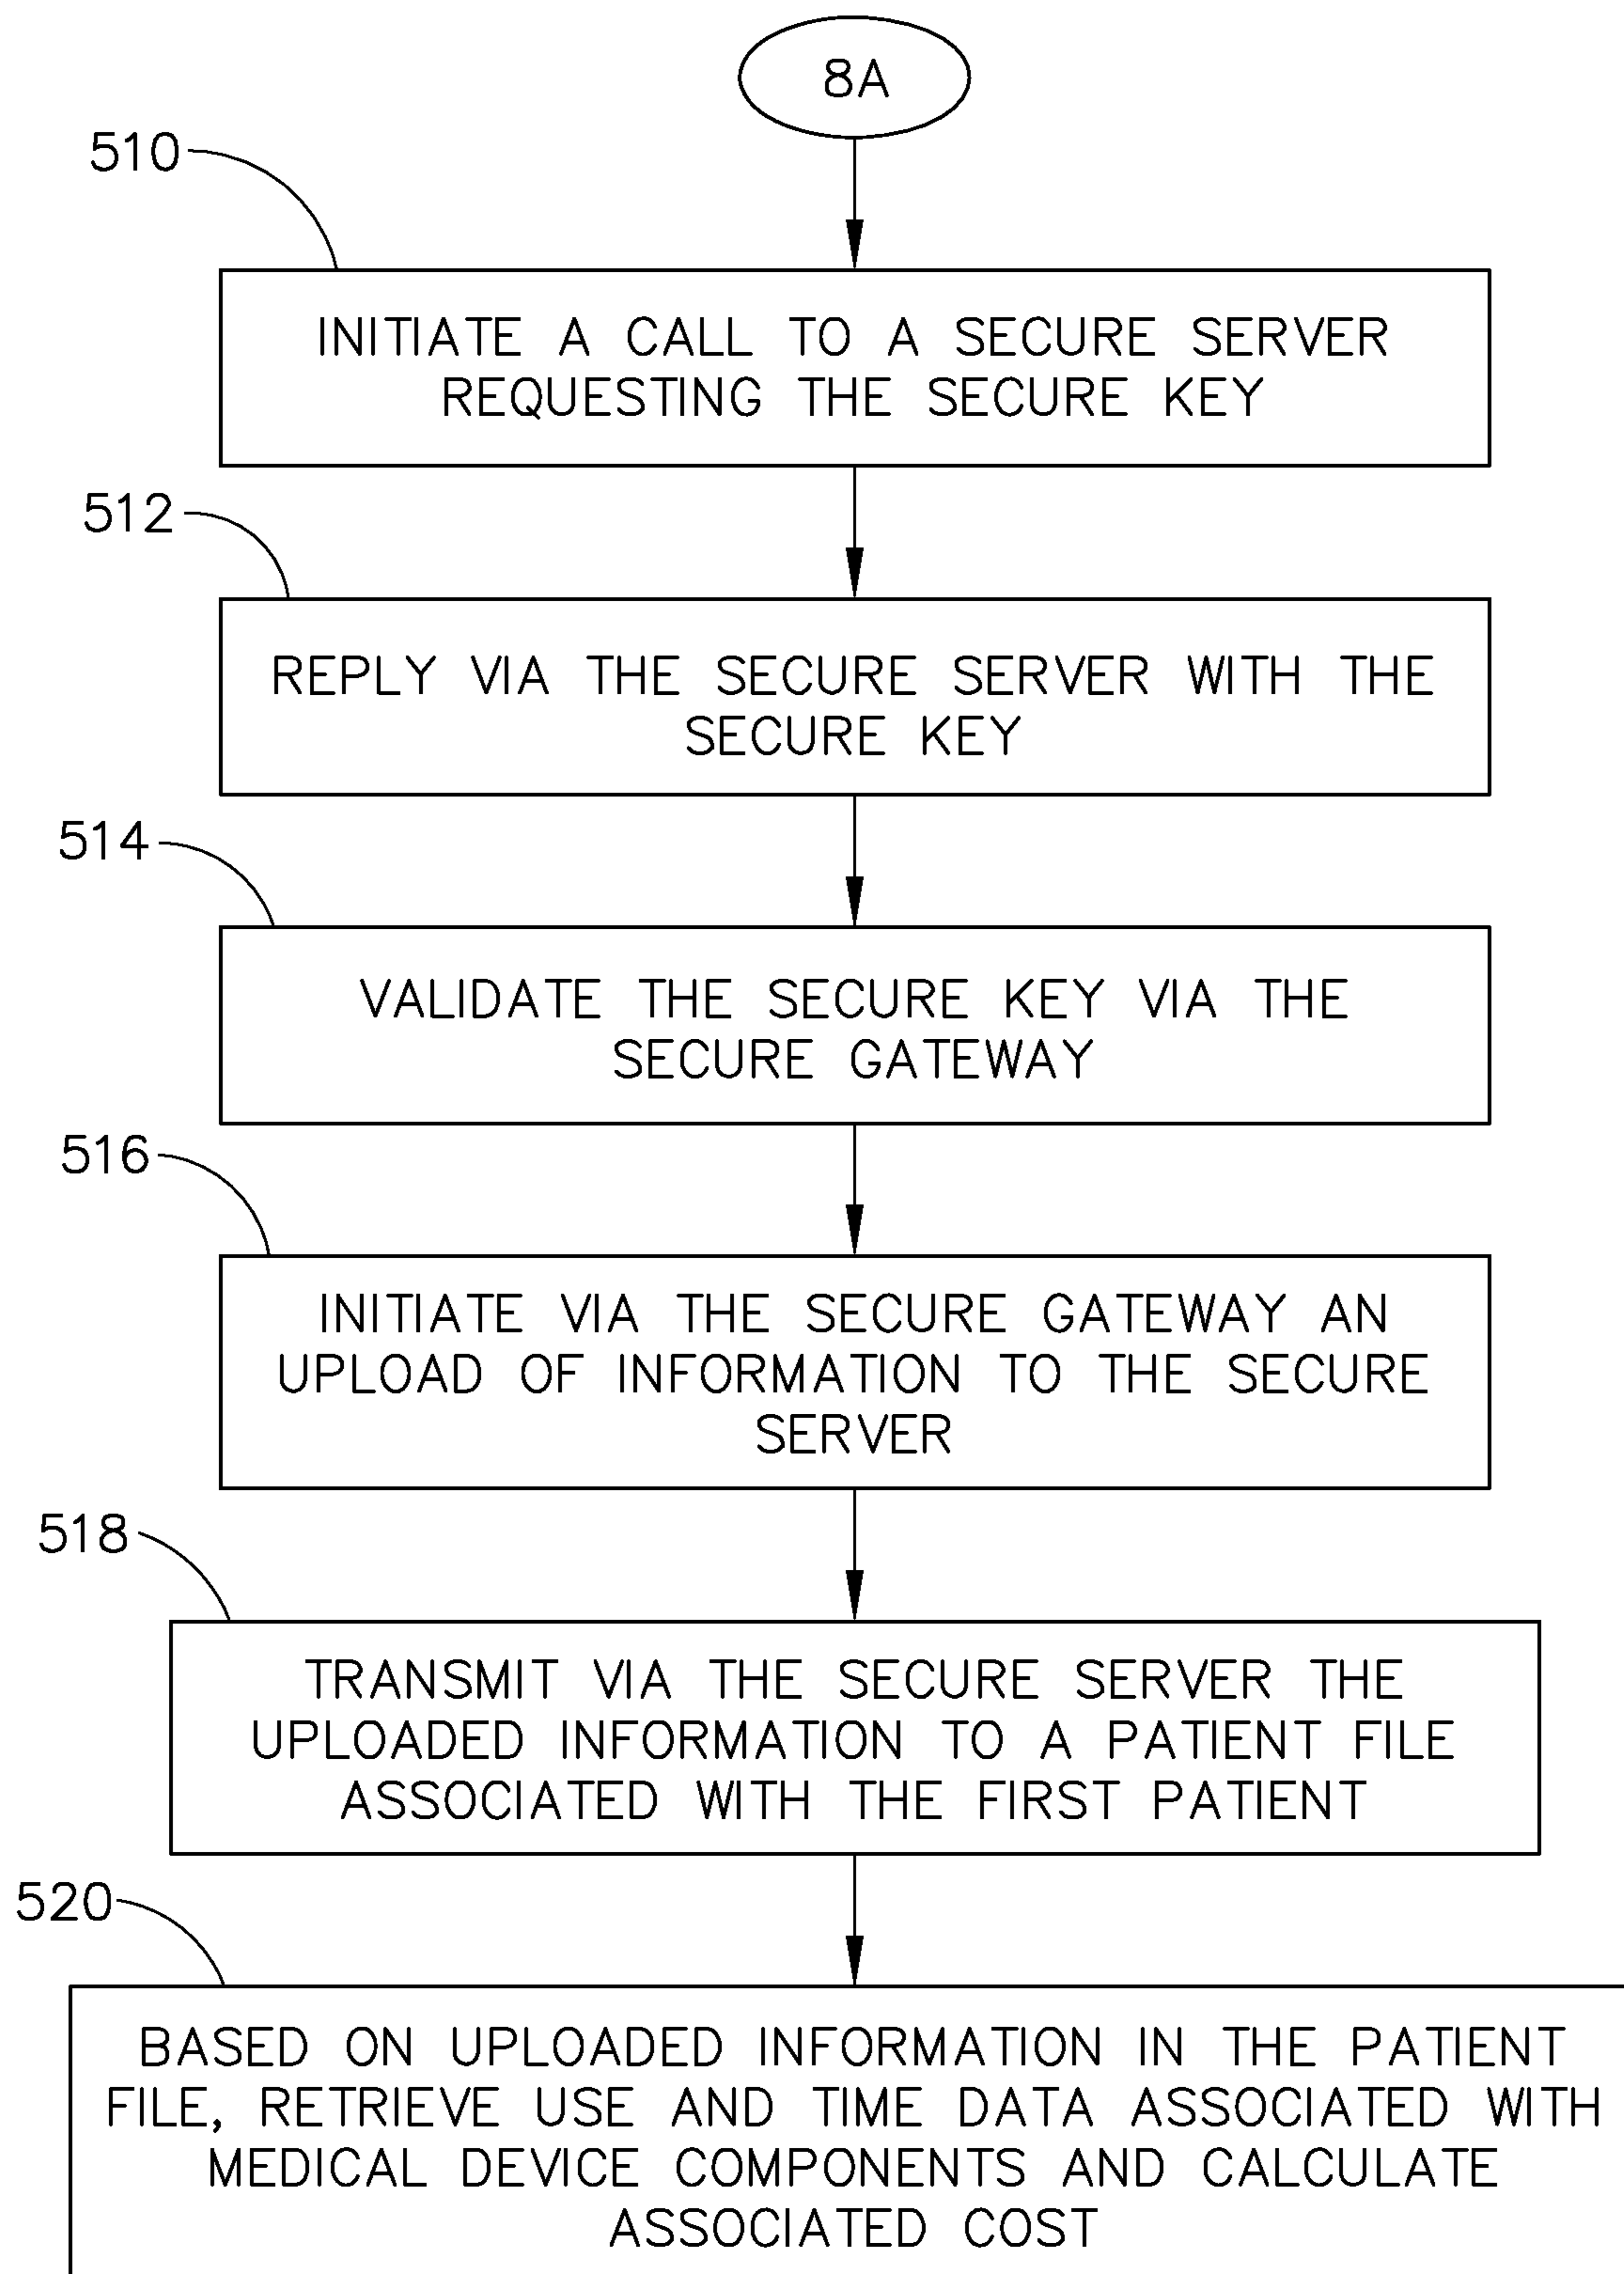 8A
510
INITIATE A CALL TO A SECURE SERVER
REQUESTING THE SECURE KEY
512
REPLY VIA THE SECURE SERVER WITH THE
SECURE KEY
514
VALIDATE THE SECURE KEY VIA THE
SECURE GATEWAY
516
INITIATE VIA THE SECURE GATEWAY AN
UPLOAD OF INFORMATION TO THE SECURE
SERVER
518
TRANSMIT VIA THE SECURE SERVER THE
UPLOADED INFORMATION TO A PATIENT FILE
ASSOCIATED WITH THE FIRST PATIENT
520
BASED ON UPLOADED INFORMATION IN THE PATIENT
FILE, RETRIEVE USE AND TIME DATA ASSOCIATED WITH
MEDICAL DEVICE COMPONENTS AND CALCULATE
ASSOCIATED COST